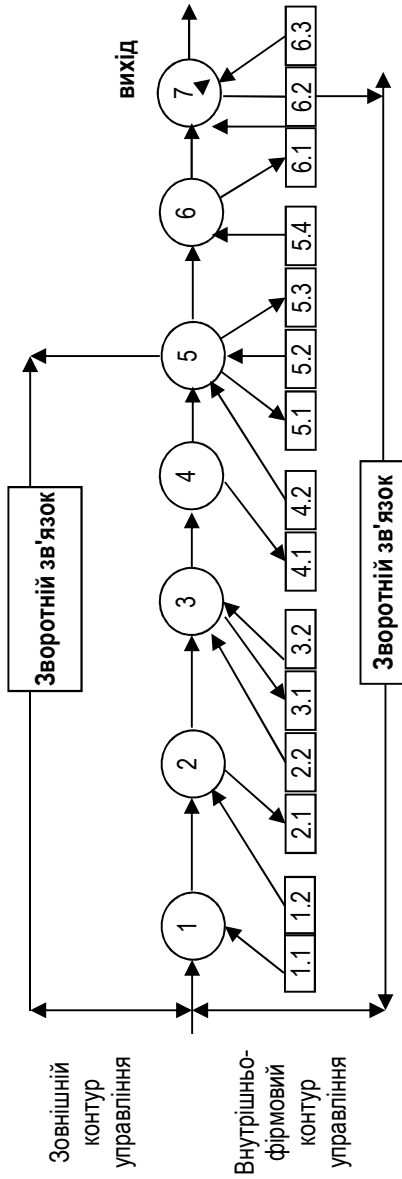 Зовнішній
контур
управління
Внутрішньо-
фірмовий
контур
управління
Зворотній зв'язок
1
2
3
4
5
6
7
вихід
1.1
1.2
2.1
2.2
3.1
3.2
4.1
4.2
5.1
5.2
5.3
5.4
6.1
6.2
6.3
Зворотній зв'язок